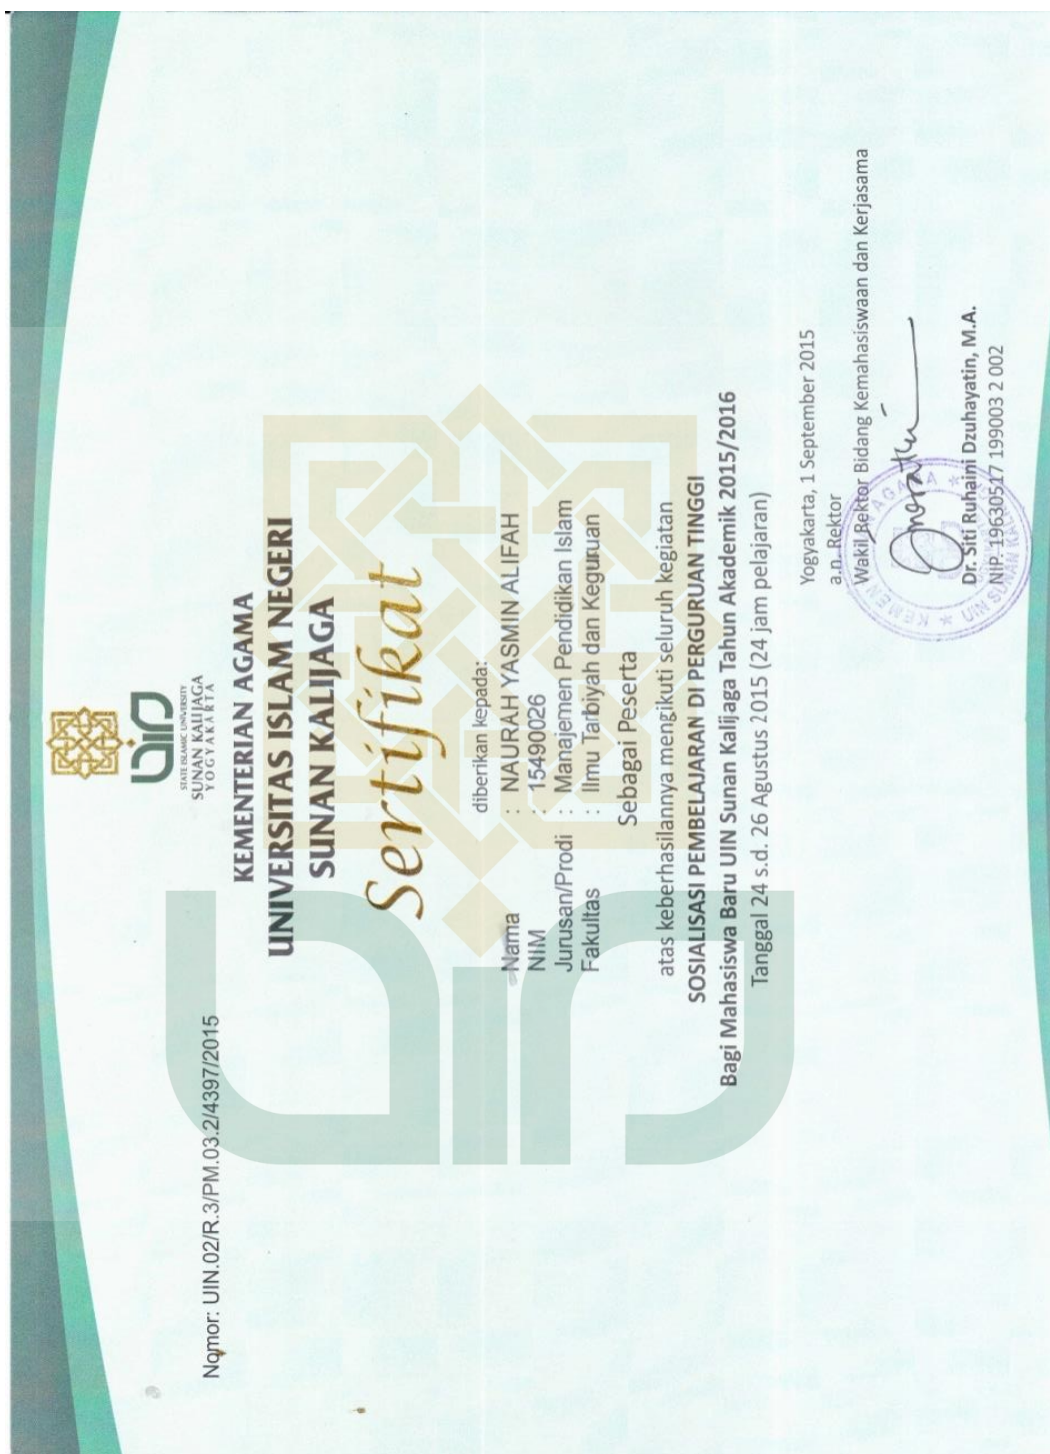 Nomor: UIN.02/R.3/PM.03.2/4397/2015
STATE ISLAMIC UNIVERSITY
SUNAN KALIJAGA
YOGYAKARTA
KEMENTERIAN AGAMA
UNIVERSITAS ISLAM NEGERI
SUNAN KALIJAGA
Sertifikat
diberikan kepada:
Nama : NAURAH YASMIN ALIFAH
NIM : 15490026
Jurusan/Prodi : Manajemen Pendidikan Islam
Fakultas : Ilmu Tarbiyah dan Keguruan
Sebagai Peserta
atas keberhasilannya mengikuti seluruh kegiatan
SOSIALISASI PEMBELAJARAN DI PERGURUAN TINGGI
Bagi Mahasiswa Baru UIN Sunan Kalijaga Tahun Akademik 2015/2016
Tanggal 24 s.d. 26 Agustus 2015 (24 jam pelajaran)
Yogyakarta, 1 September 2015
a.n. Rektor
Wakil Rektor Bidang Kemahasiswaan dan Kerjasama
Dr. Siti Ruhaini Dzuhayatin, M.A.
NIP. 19630517 199003 2 002